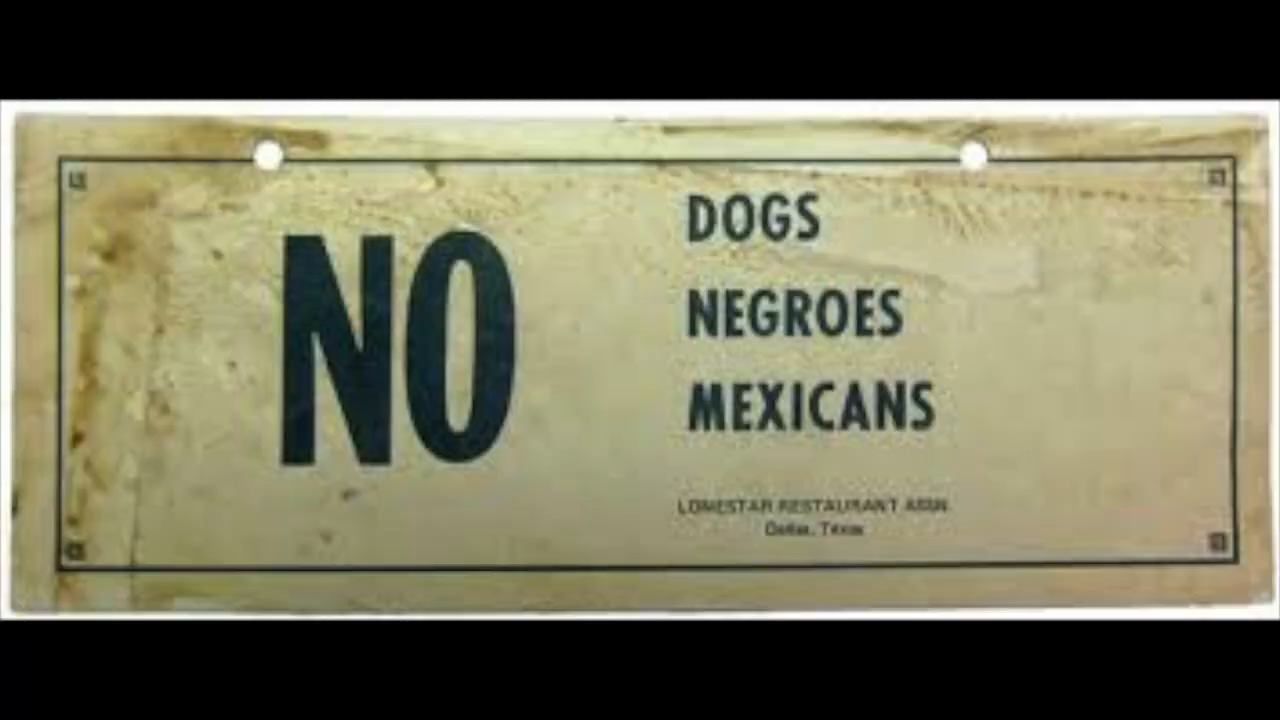 NO
DOGS
NEGROES
MEXICANS
LONESTAR RESTAURANT ASSN.
Dallas, Texas